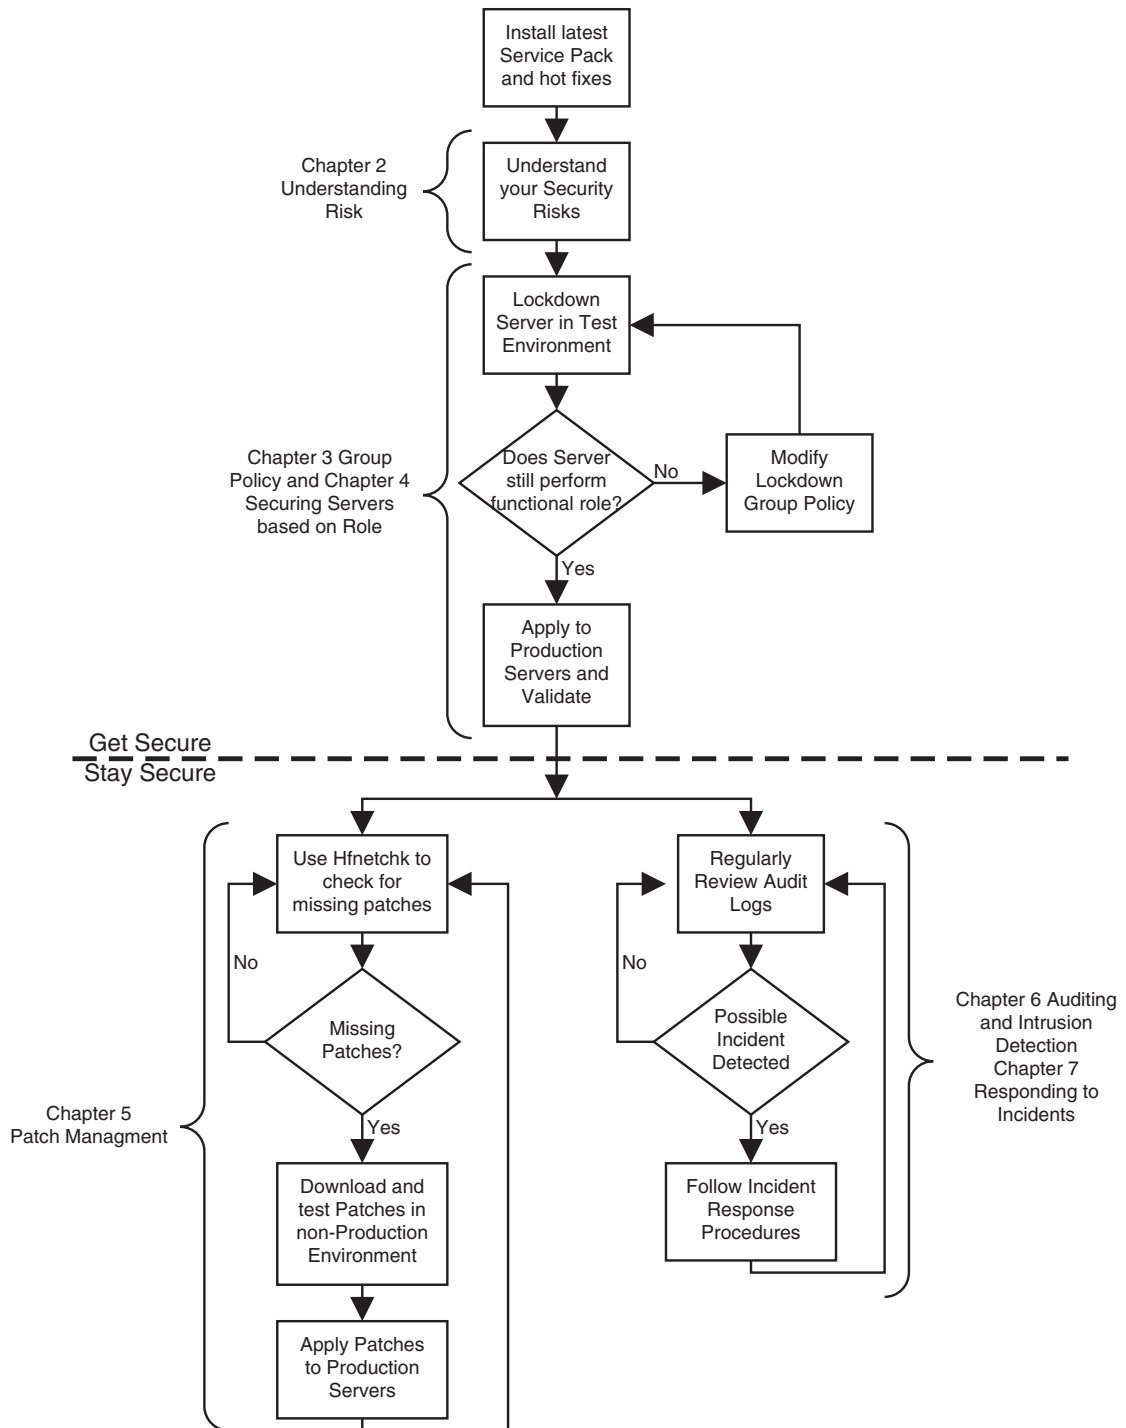 Install latest
Service Pack
and hot fixes
Chapter 2
Understanding
Risk
Understand
your Security
Risks
Lockdown
Server in Test
Environment
Chapter 3 Group
Policy and Chapter 4
Securing Servers
based on Role
Does Server
still perform
functional role?
No
Modify
Lockdown
Group Policy
Yes
Apply to
Production
Servers and
Validate
Get Secure
Stay Secure
Use Hfnetchk to
check for
missing patches
No
Missing
Patches?
Chapter 5
Patch Managment
Yes
Download and
test Patches in
non-Production
Environment
Apply Patches
to Production
Servers
Regularly
Review Audit
Logs
No
Possible
Incident
Detected
Yes
Follow Incident
Response
Procedures
Chapter 6 Auditing
and Intrusion
Detection
Chapter 7
Responding to
Incidents